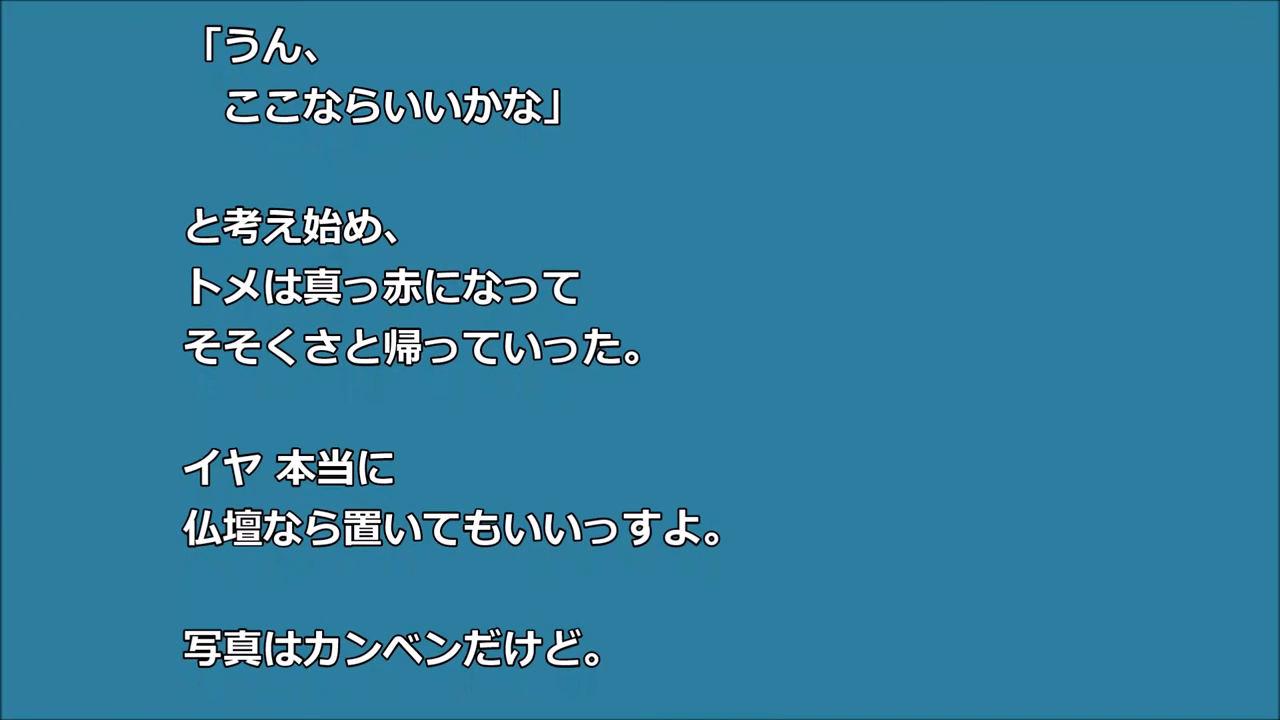 「うん、
　ここならいいかな」
と考え始め、
トメは真っ赤になって
そそくさと帰っていった。
イヤ 本当に
仏壇なら置いてもいいっすよ。
写真はカンベンだけど。